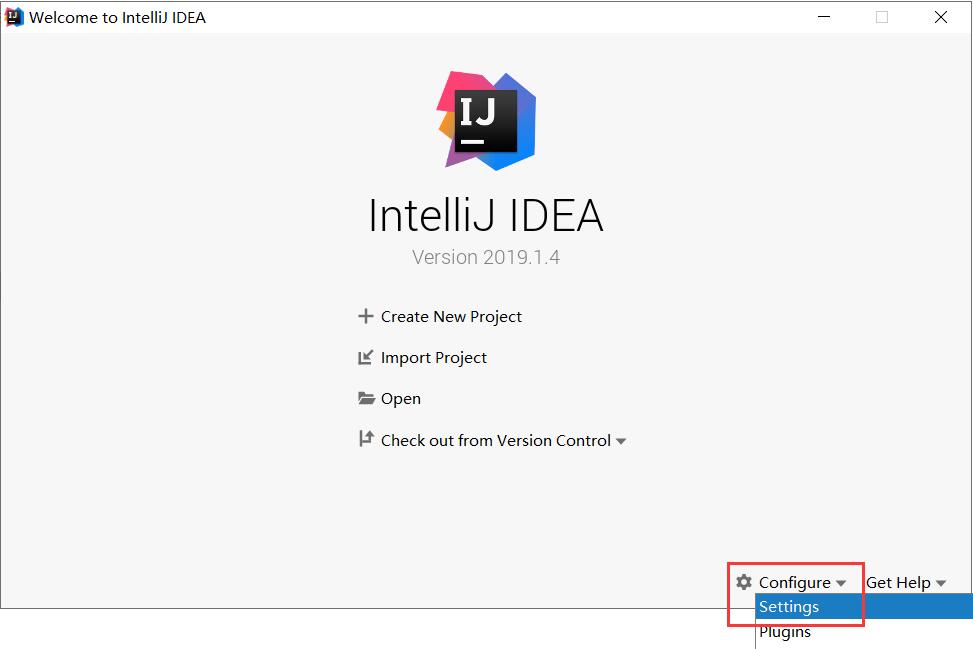 Welcome to IntelliJ IDEA
IJ
IntelliJ IDEA
Version 2019.1.4
Create New Project
Import Project
Open
Check out from Version Control
Configure Get Help
Settings
Plugins